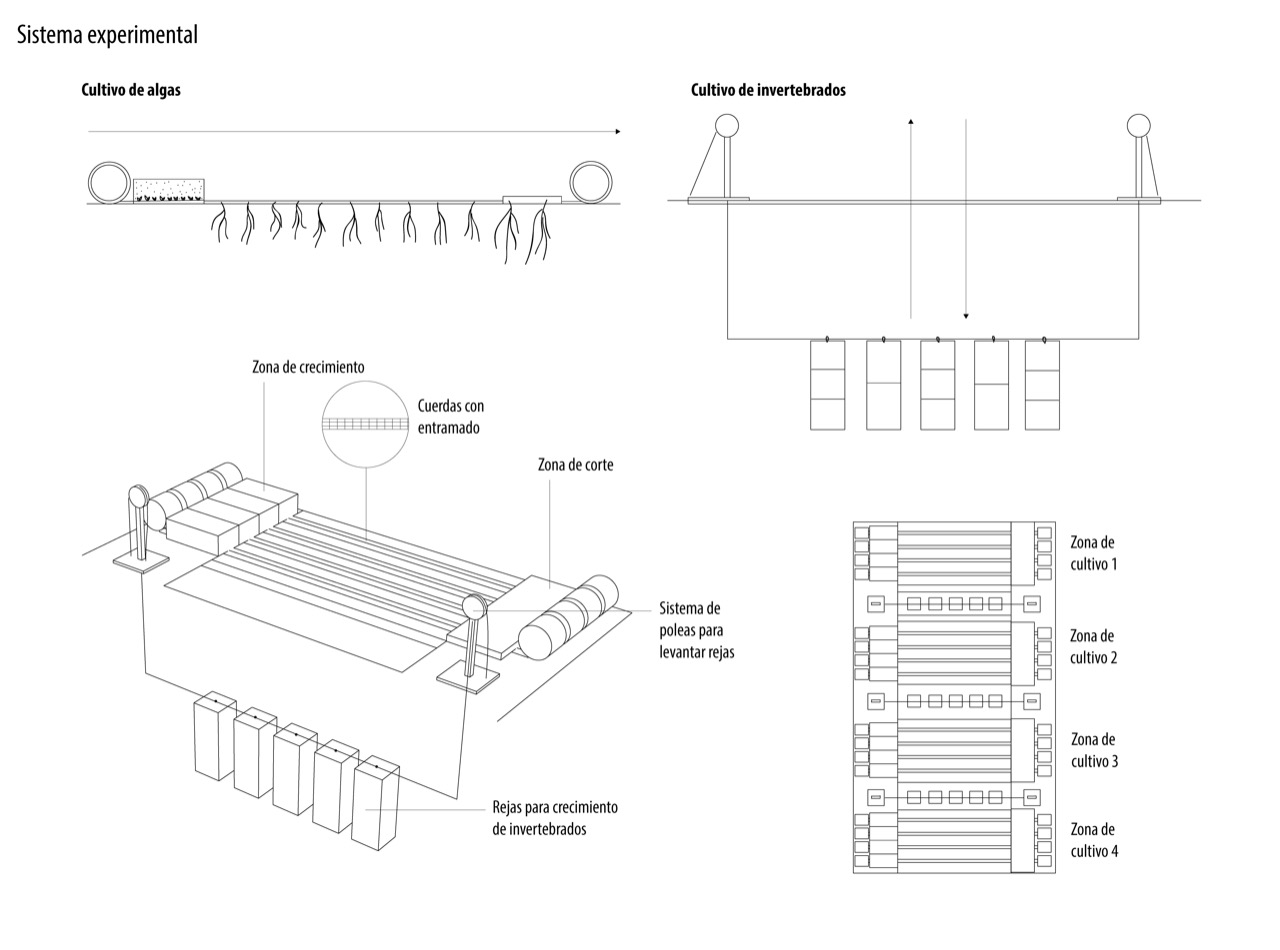 Sistema experimental
Cultivo de algas
Cultivo de invertebrados
Zona de crecimiento
Cuerdas con
entramado
Zona de corte
Sistema de
poleas para
levantar rejas
Rejas para crecimiento
de invertebrados
Zona de
cultivo 1
Zona de
cultivo 2
Zona de
cultivo 3
Zona de
cultivo 4